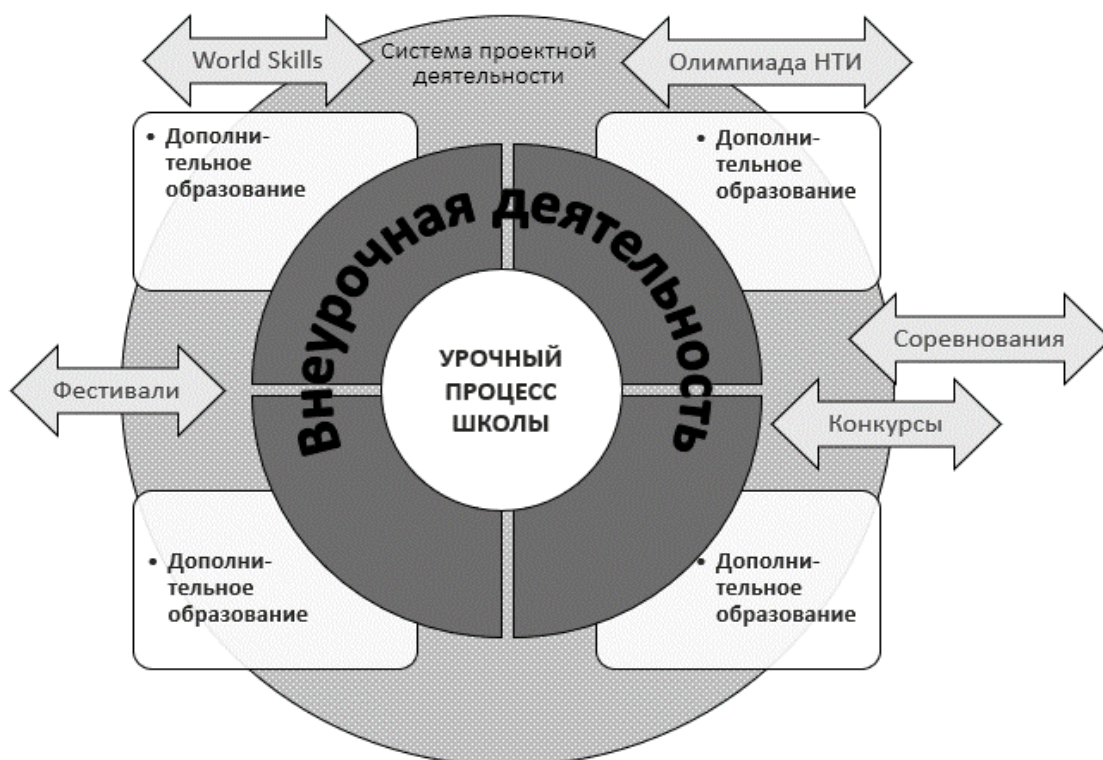 World Skills
Система проектной
деятельности
Олимпиада НТИ
• Дополни-
тельное
образование
• Дополни-
тельное
образование
Внеурочная деятельность
УРОЧНЫЙ
ПРОЦЕСС
ШКОЛЫ
Соревнования
Фестивали
Конкурсы
• Дополни-
тельное
образование
• Дополни-
тельное
образование